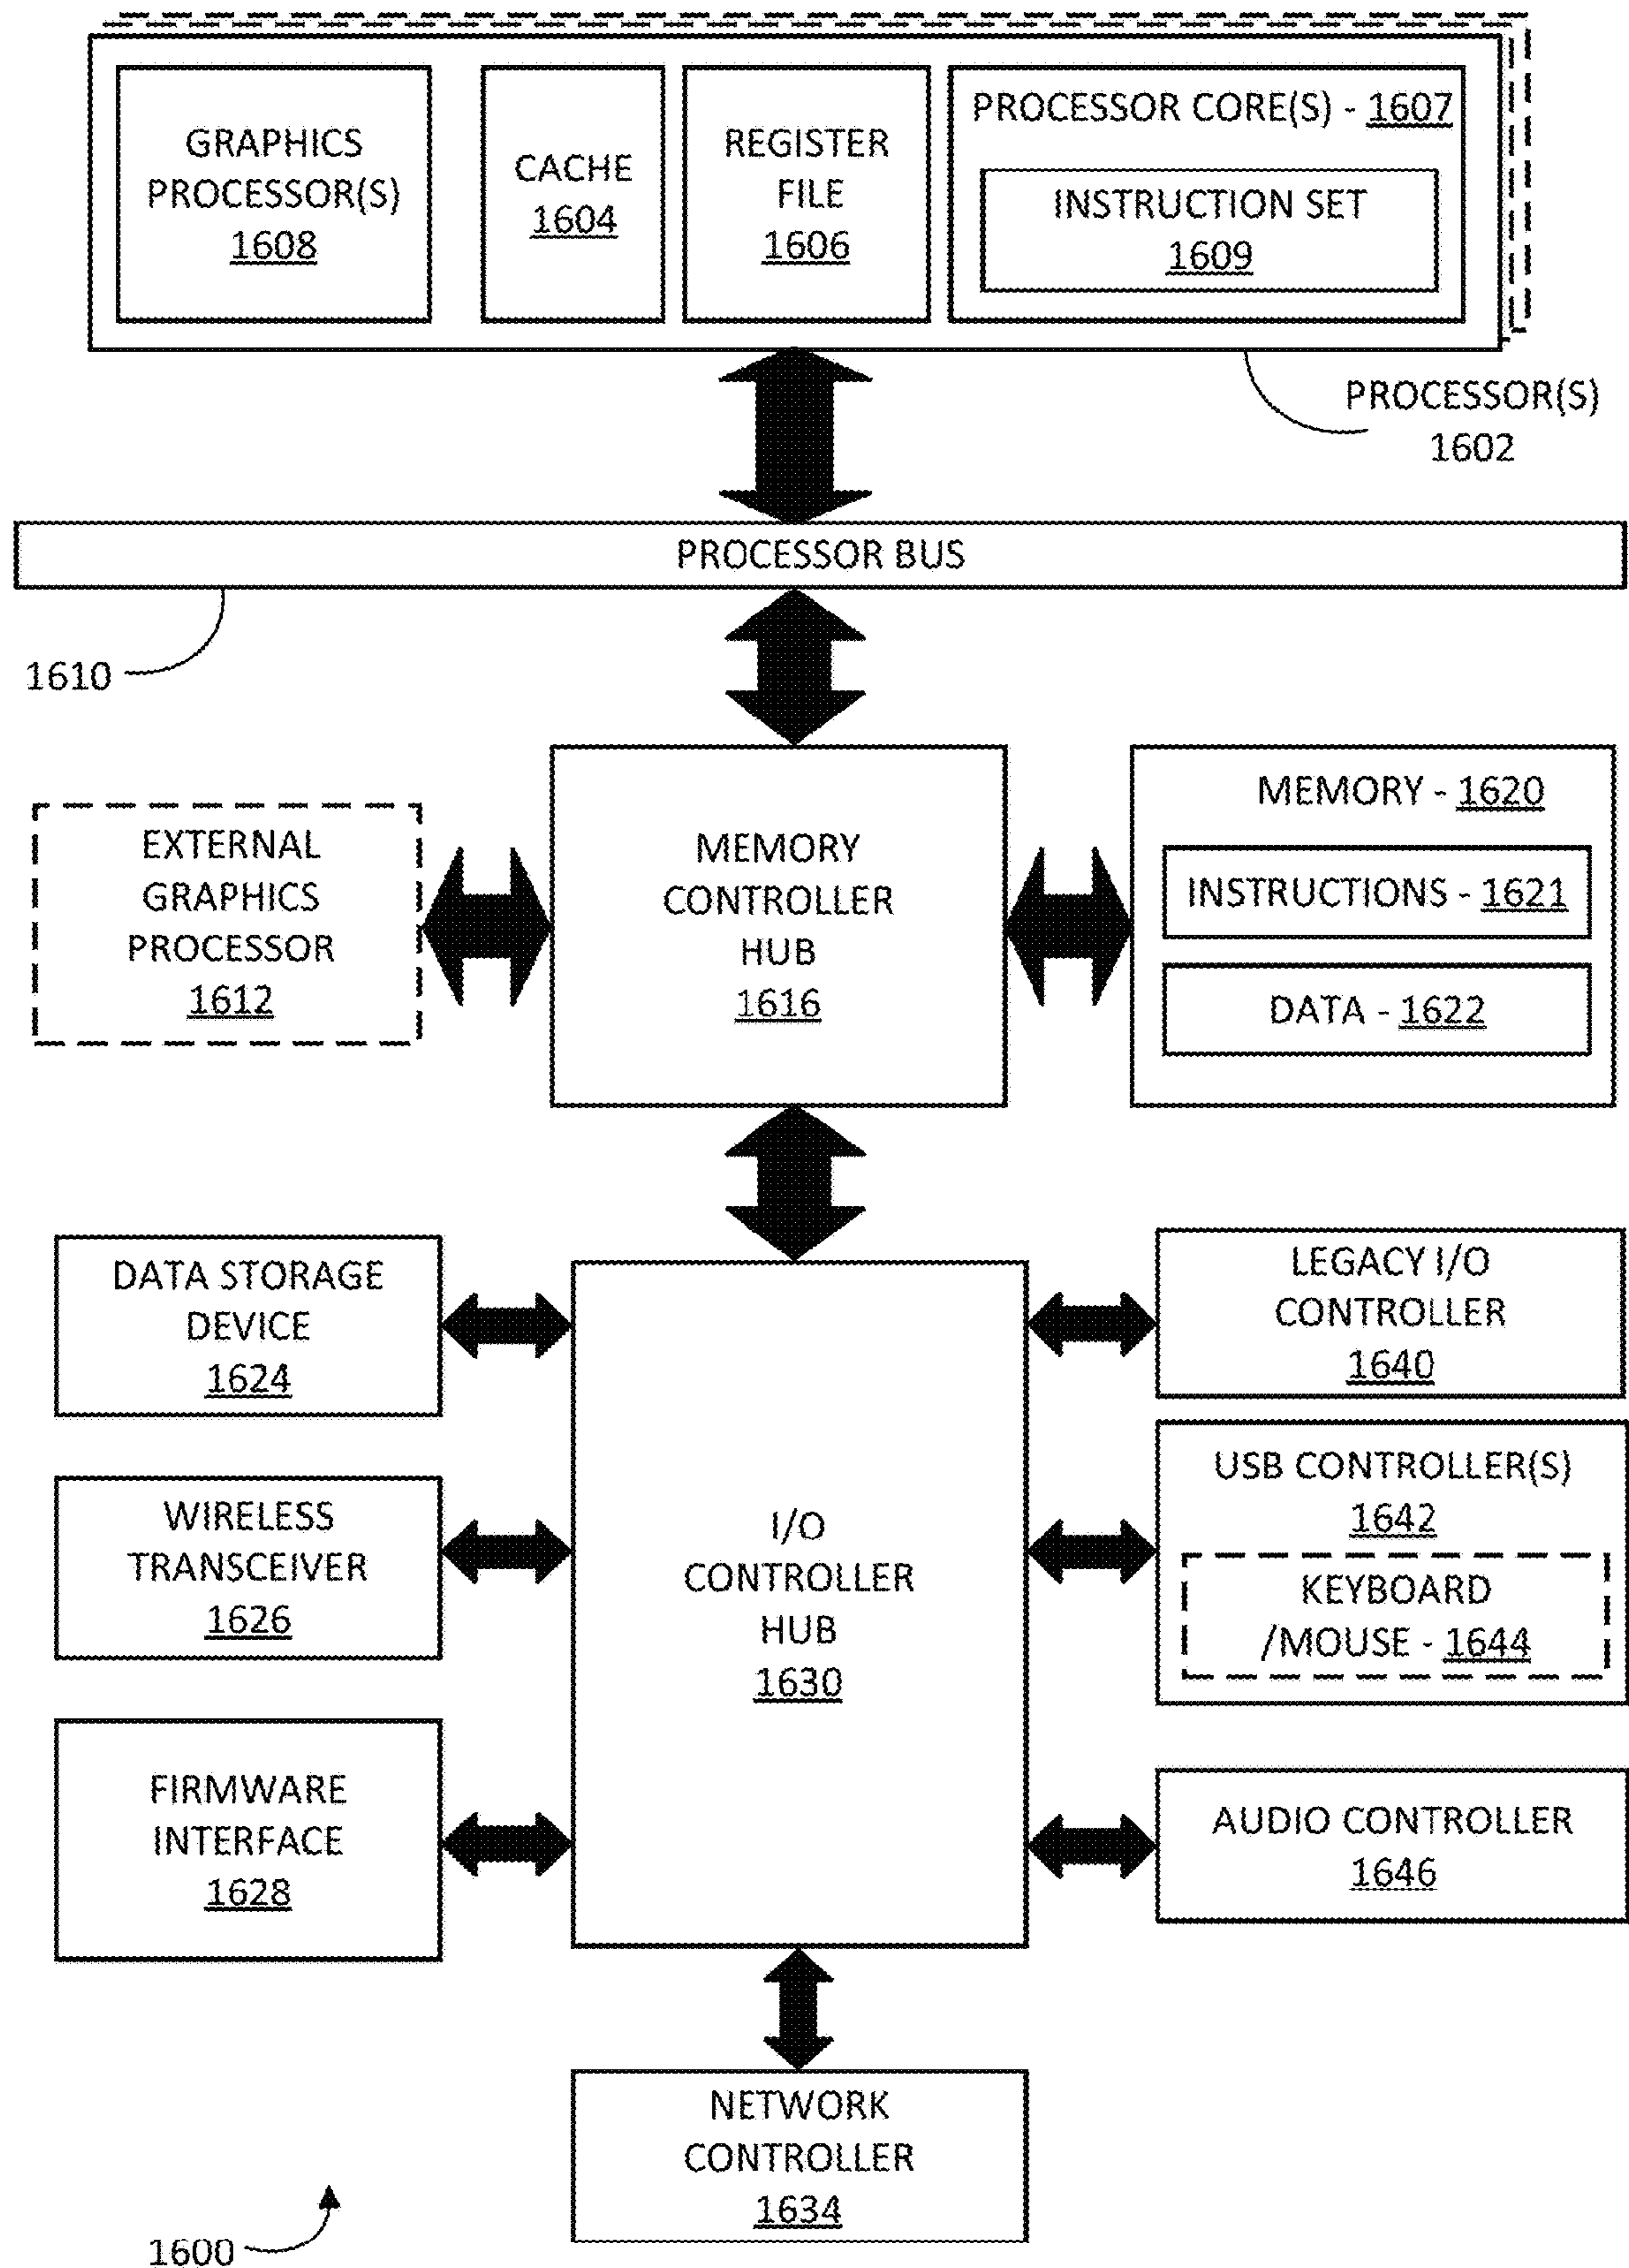 GRAPHICS
PROCESSOR(S)
1608
CACHE
1604
REGISTER
FILE
1606
PROCESSOR CORE(S) - 1607
INSTRUCTION SET
1609
PROCESSOR(S)
1602
PROCESSOR BUS
1610
EXTERNAL
GRAPHICS
PROCESSOR
1612
MEMORY
CONTROLLER
HUB
1616
MEMORY - 1620
INSTRUCTIONS - 1621
DATA - 1622
DATA STORAGE
DEVICE
1624
WIRELESS
TRANSCEIVER
1626
FIRMWARE
INTERFACE
1628
I/O
CONTROLLER
HUB
1630
LEGACY I/O
CONTROLLER
1640
USB CONTROLLER(S)
1642
KEYBOARD
/MOUSE - 1644
AUDIO CONTROLLER
1646
NETWORK
CONTROLLER
1634
1600